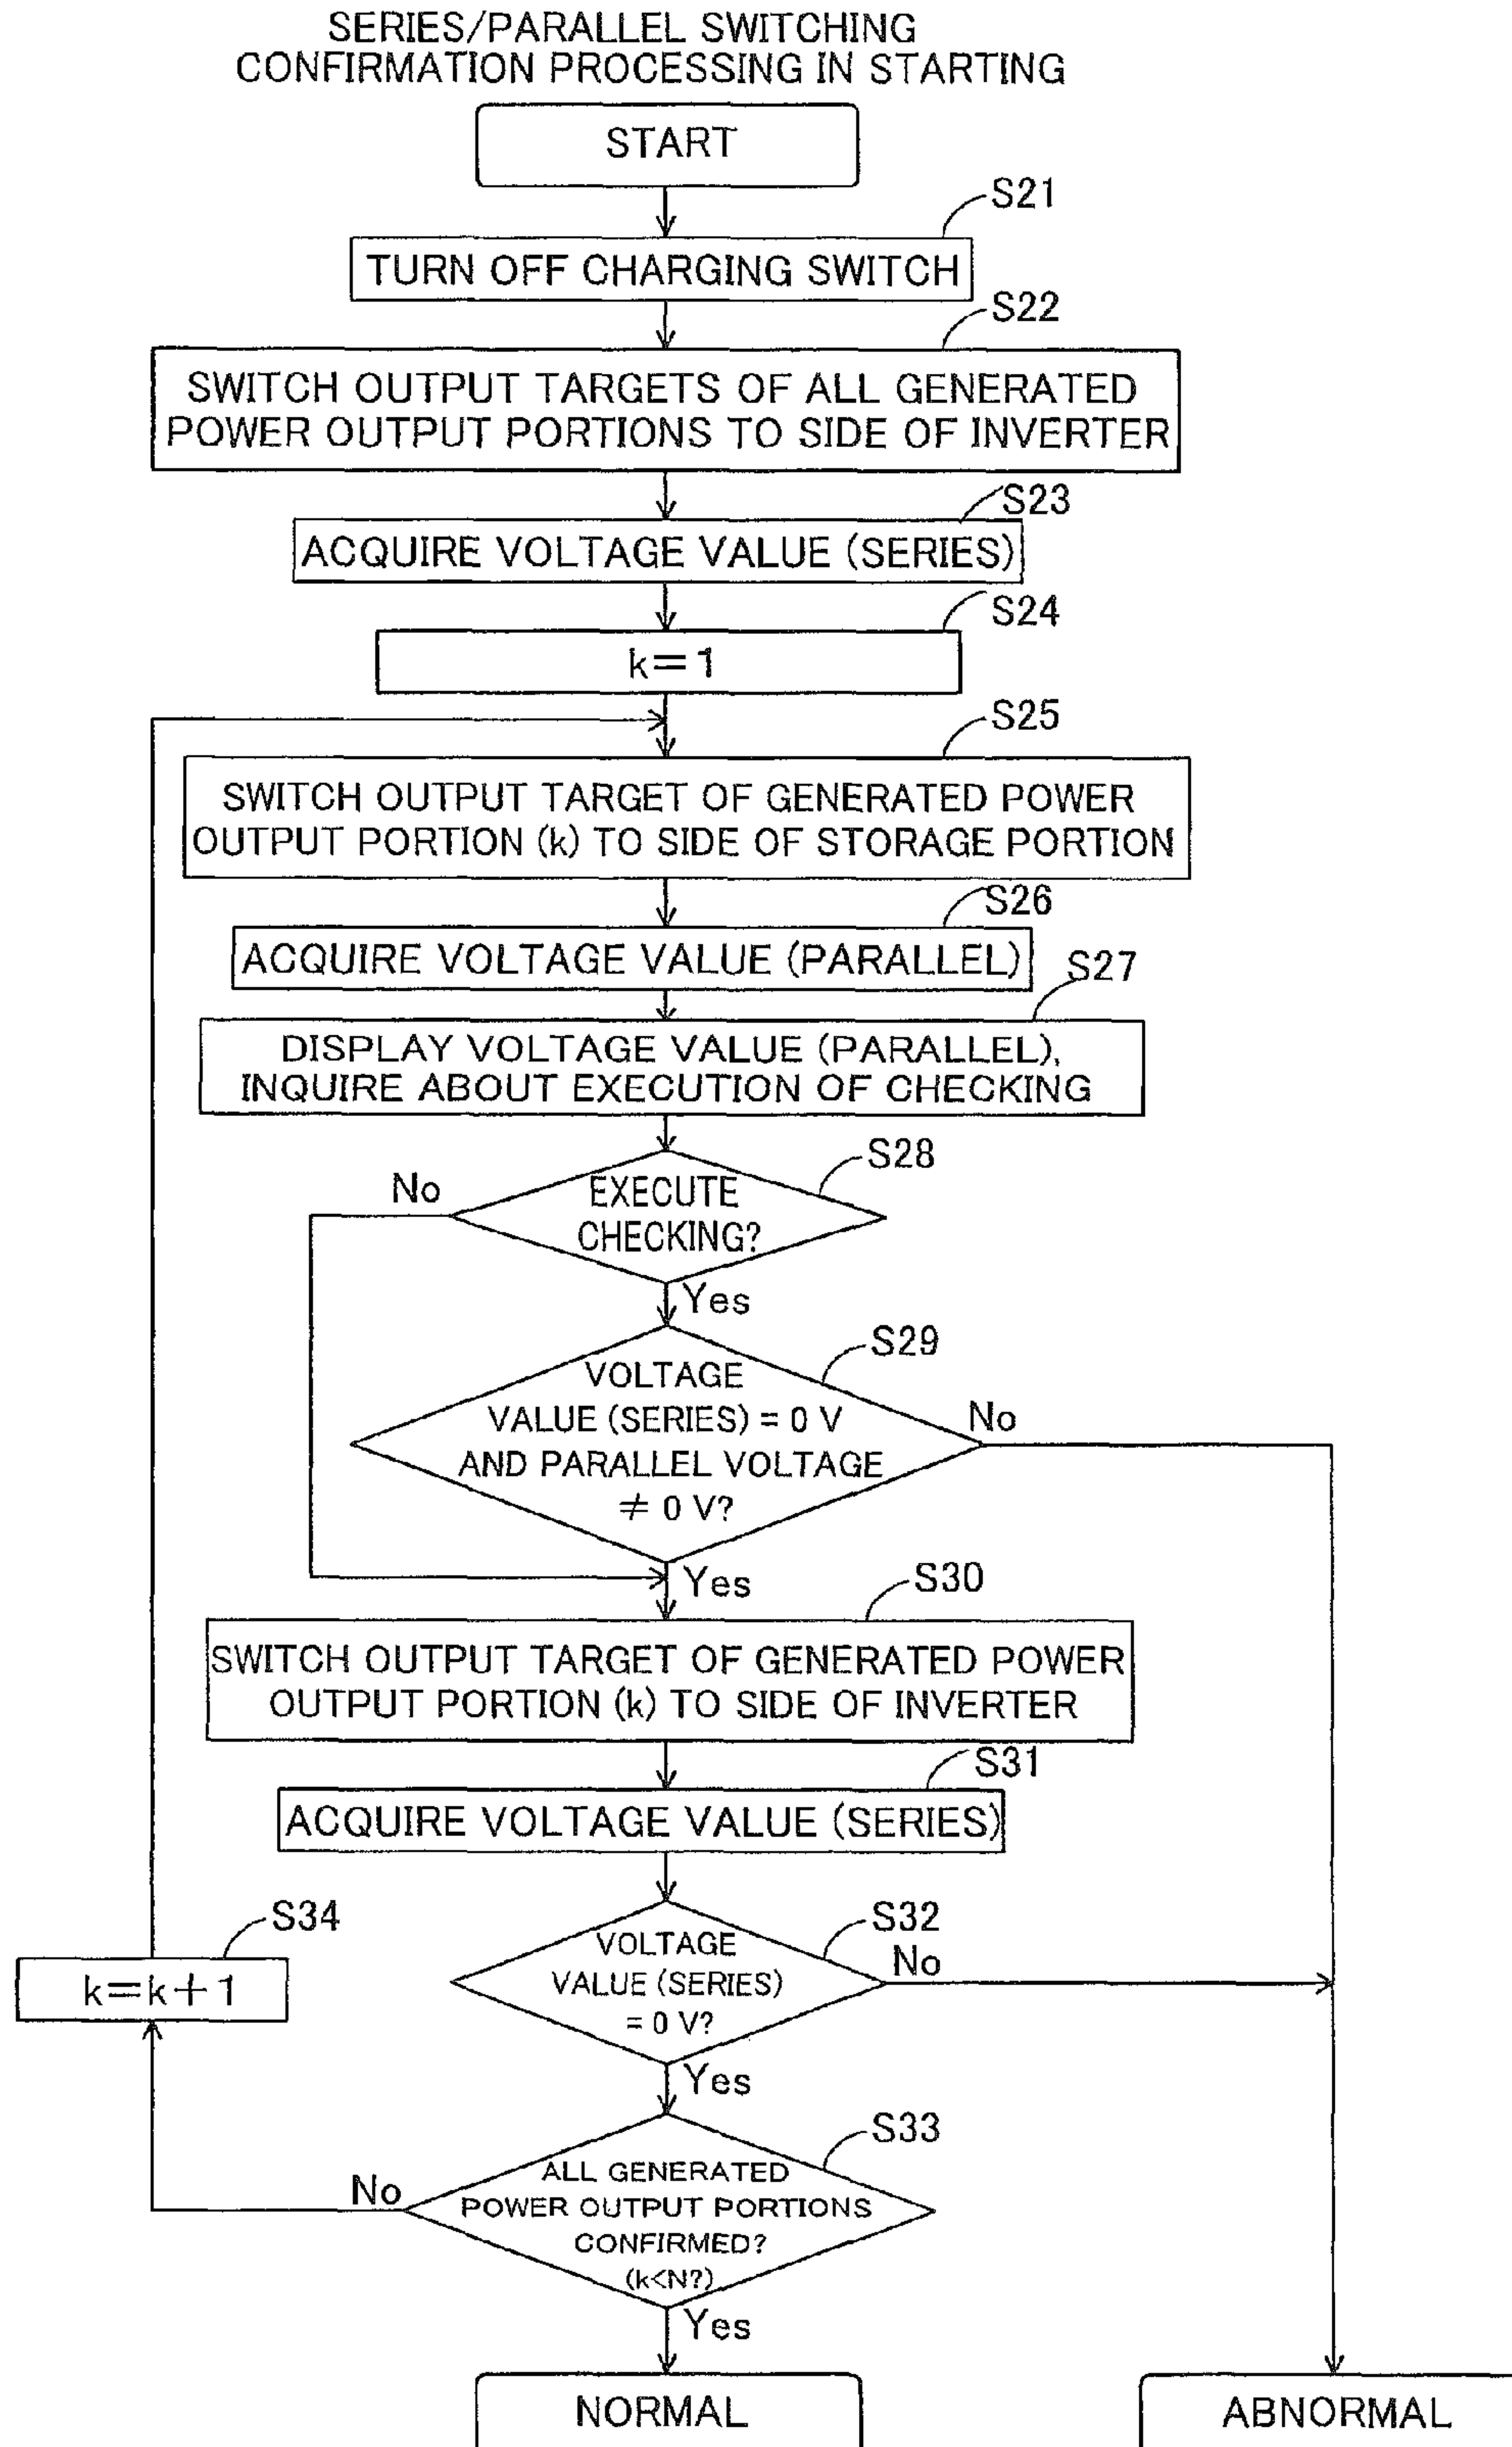 SERIES/PARALLEL SWITCHING
CONFIRMATION PROCESSING IN STARTING
START
S21
TURN OFF CHARGING SWITCH
S22
SWITCH OUTPUT TARGETS OF ALL GENERATED
POWER OUTPUT PORTIONS TO SIDE OF INVERTER
S23
ACQUIRE VOLTAGE VALUE (SERIES)
S24
k=1
S25
SWITCH OUTPUT TARGET OF GENERATED POWER
OUTPUT PORTION (k) TO SIDE OF STORAGE PORTION
S26
ACQUIRE VOLTAGE VALUE (PARALLEL)
S27
DISPLAY VOLTAGE VALUE (PARALLEL),
INQUIRE ABOUT EXECUTION OF CHECKING
S28
No
EXECUTE
CHECKING?
Yes
S29
VOLTAGE
VALUE (SERIES) = 0 V
AND PARALLEL VOLTAGE
≠ 0 V?
No
Yes
S30
SWITCH OUTPUT TARGET OF GENERATED POWER
OUTPUT PORTION (k) TO SIDE OF INVERTER
S31
ACQUIRE VOLTAGE VALUE (SERIES)
S34
k=k+1
S32
VOLTAGE
VALUE (SERIES)
= 0 V?
No
Yes
S33
ALL GENERATED
POWER OUTPUT PORTIONS
CONFIRMED?
(k<N?)
No
Yes
NORMAL
ABNORMAL